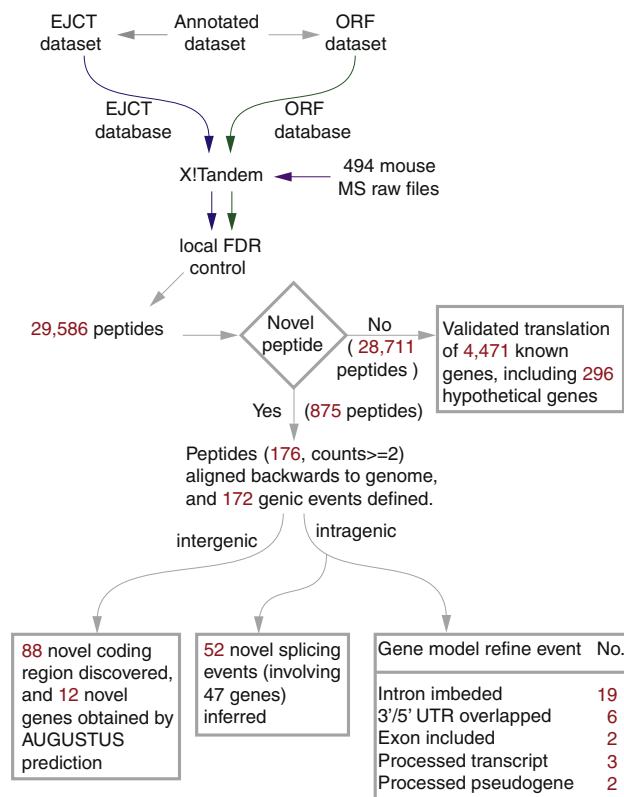 EJCT
dataset
Annotated
dataset
ORF
dataset
EJCT
database
ORF
database
X!Tandem
494 mouse
MS raw files
local FDR
control
29,586 peptides
Novel
peptide
No
( 28,711
peptides )
Validated translation
of 4,471 known
genes, including 296
hypothetical genes
Yes (875 peptides)
Peptides (176, counts>=2)
aligned backwards to genome,
and 172 genic events defined.
intergenic
intragenic
88 novel coding
region discovered,
and 12 novel
genes obtained by
AUGUSTUS
prediction
52 novel splicing
events (involving
47 genes)
inferred
Gene model refine event No.
Intron imbeded 19
3'/5' UTR overlapped 6
Exon included 2
Processed transcript 3
Processed pseudogene 2